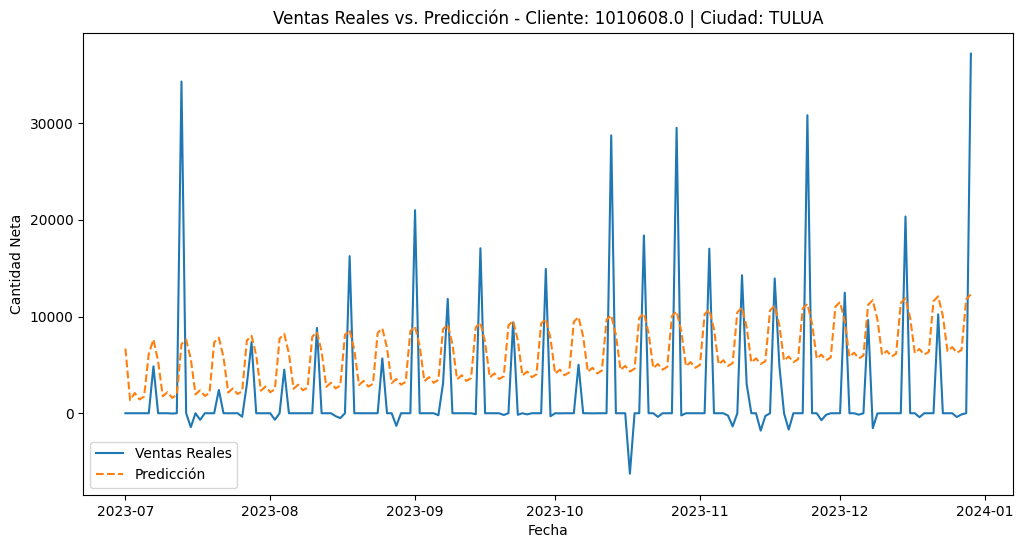 Ventas Reales vs. Predicción - Cliente: 1010608.0 | Ciudad: TULUA
Cantidad Neta
30000
20000
10000
0
Ventas Reales
Predicción
2023-07
2023-08
2023-09
2023-10
2023-11
2023-12
2024-01
Fecha